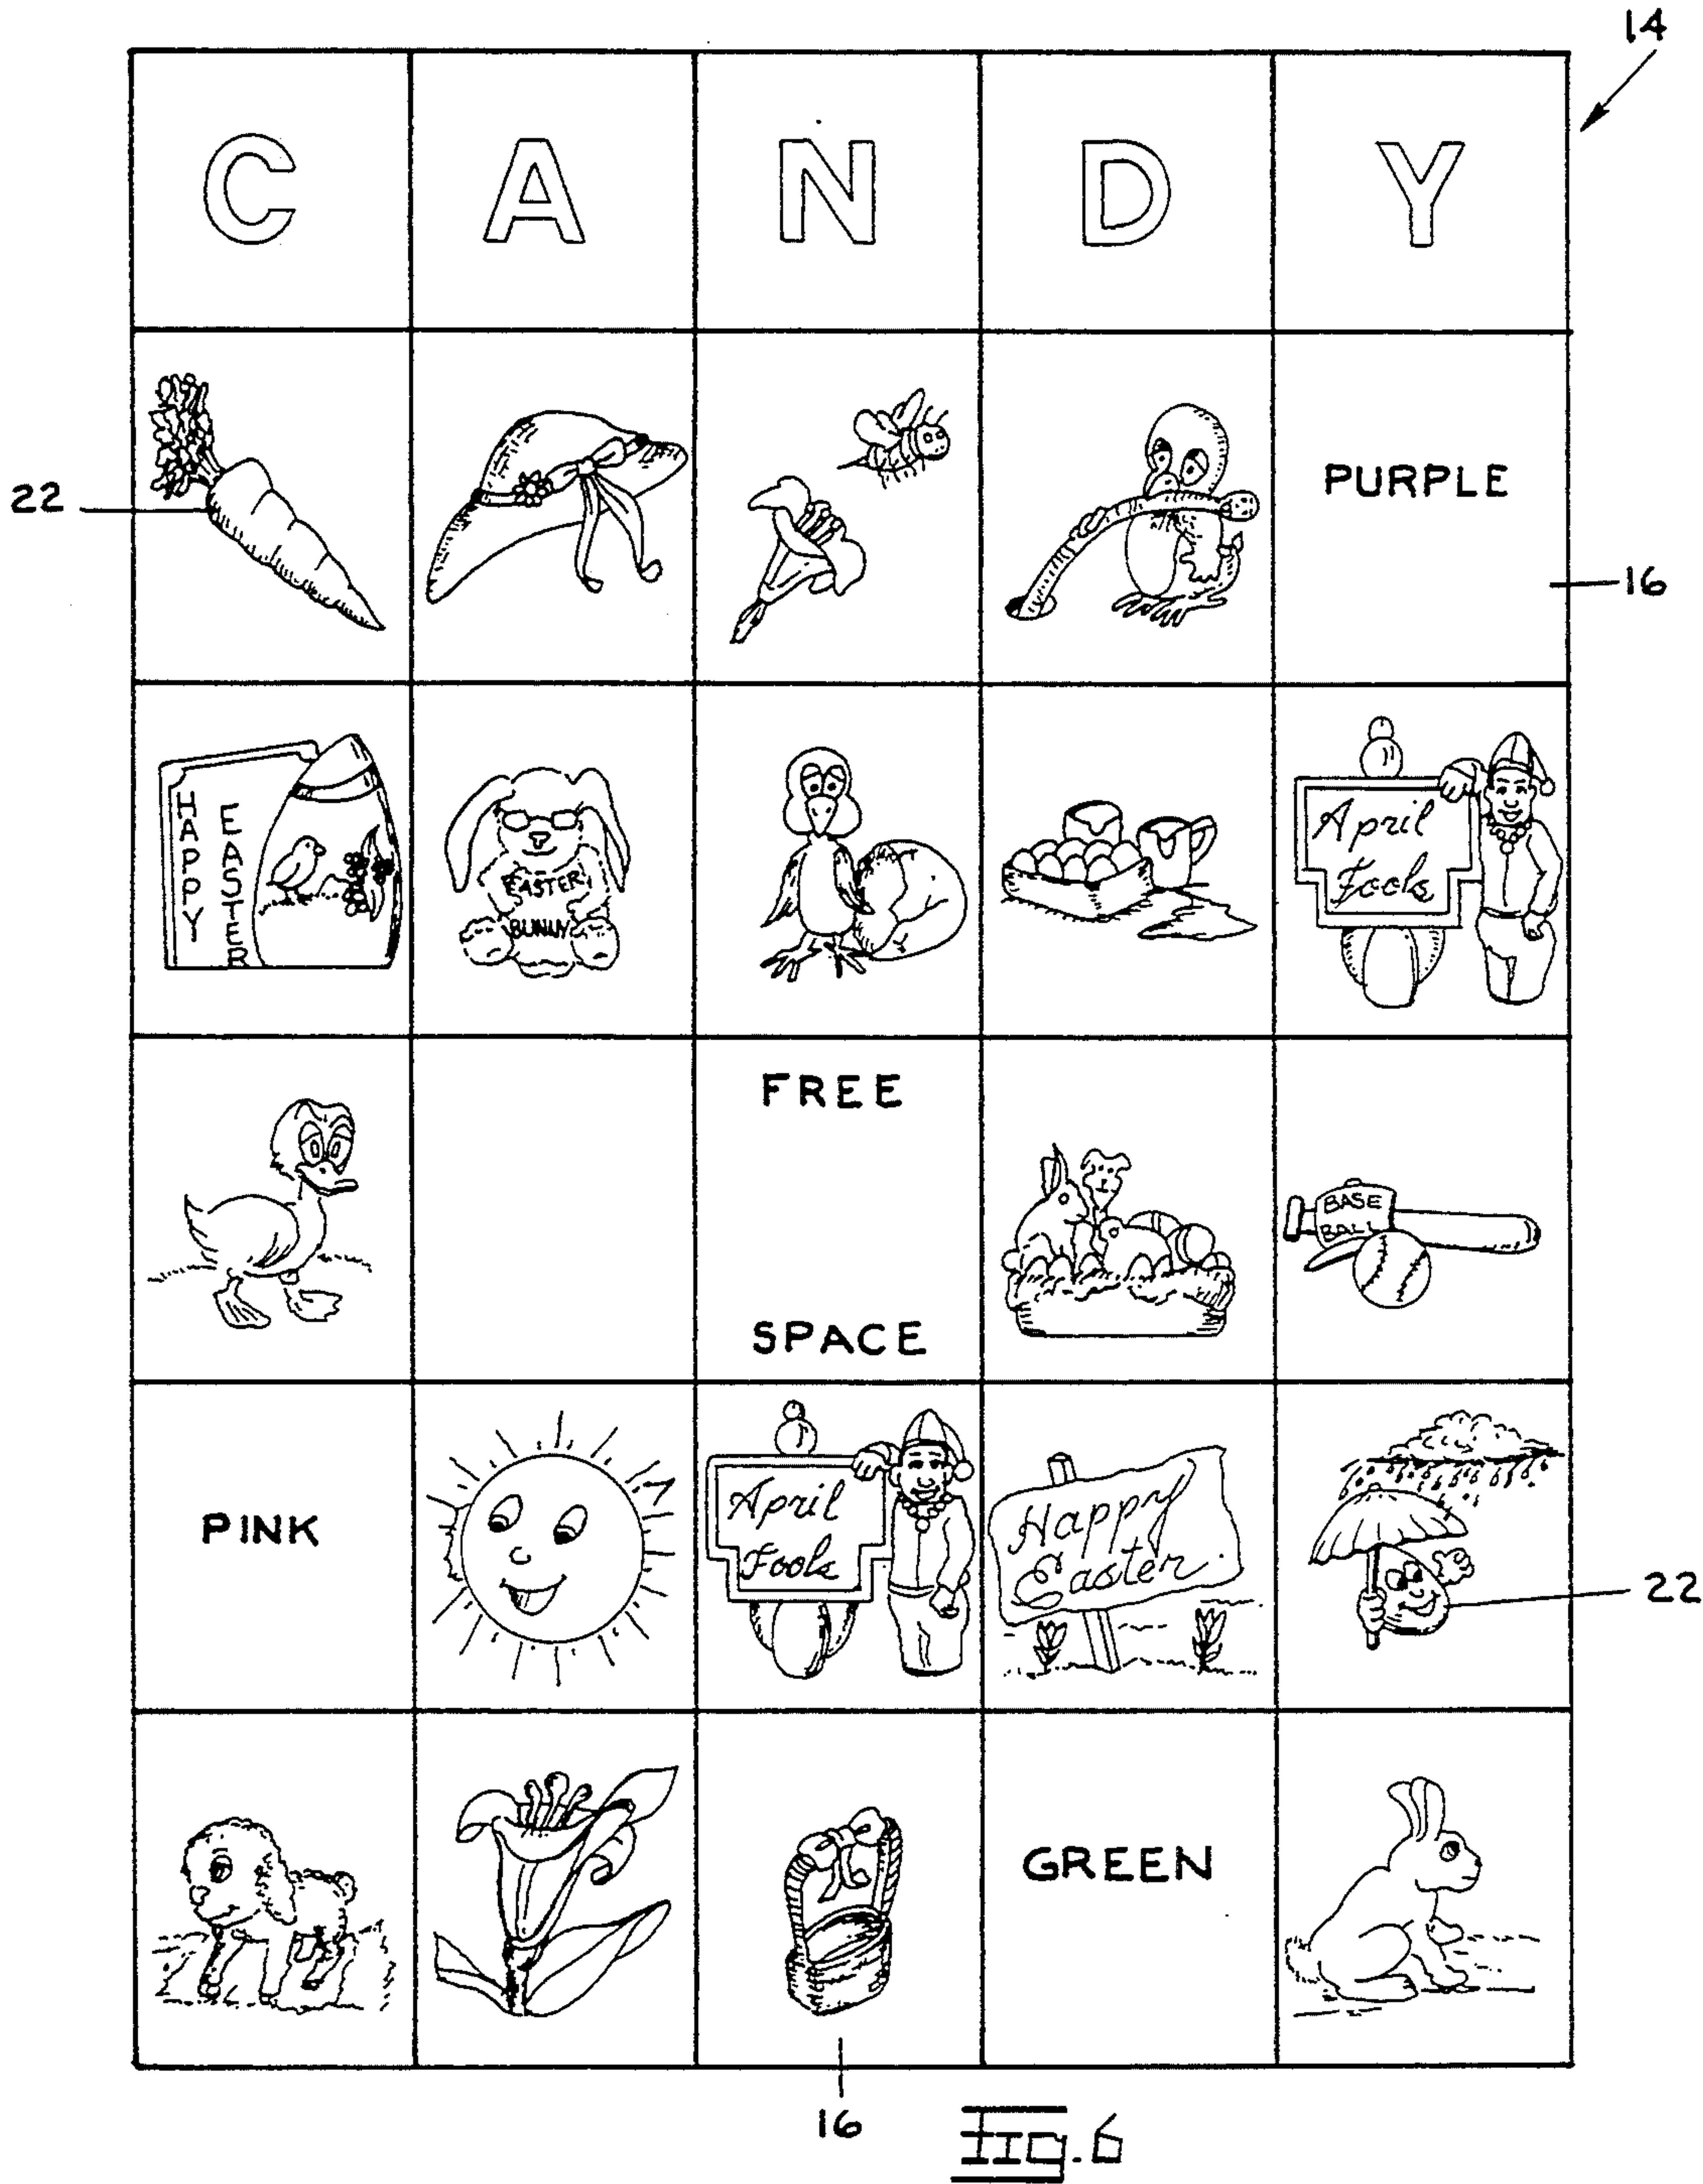 14
C A N D Y
22
PURPLE
16
HAPPY
EASTER
EASTER
BUNNY
April
Fools
FREE
SPACE
BASE
BALL
PINK
April
Fools
Happy
Easter
22
GREEN
16
Fig. 6